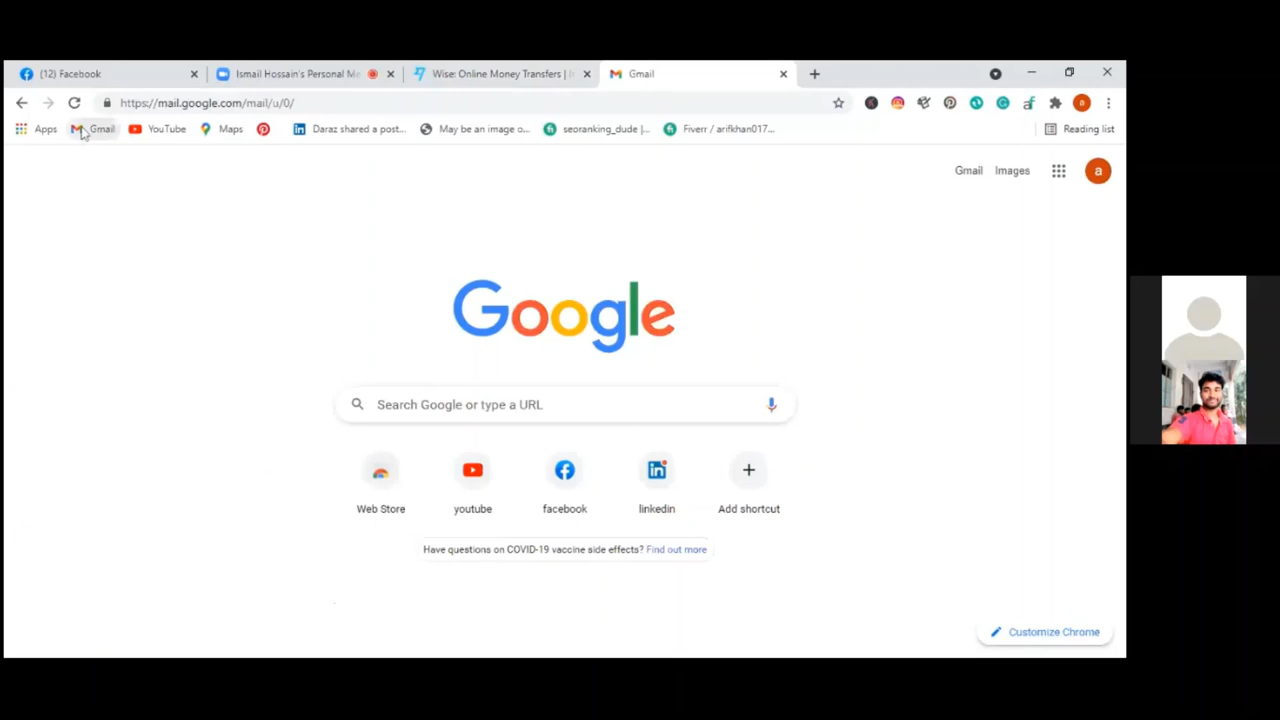 (12) Facebook
Ismail Hossain's Personal Me
Wise: Online Money Transfers | I
Gmail
https://mail.google.com/mail/u/0/
Apps
Gmail
YouTube
Maps
Daraz shared a post...
May be an image o...
seoranking_dude |...
Fiverr / arifkhan017...
Reading list
Gmail
Images
a
Google
Search Google or type a URL
Web Store
youtube
facebook
linkedin
Add shortcut
Have questions on COVID-19 vaccine side effects? Find out more
Customize Chrome